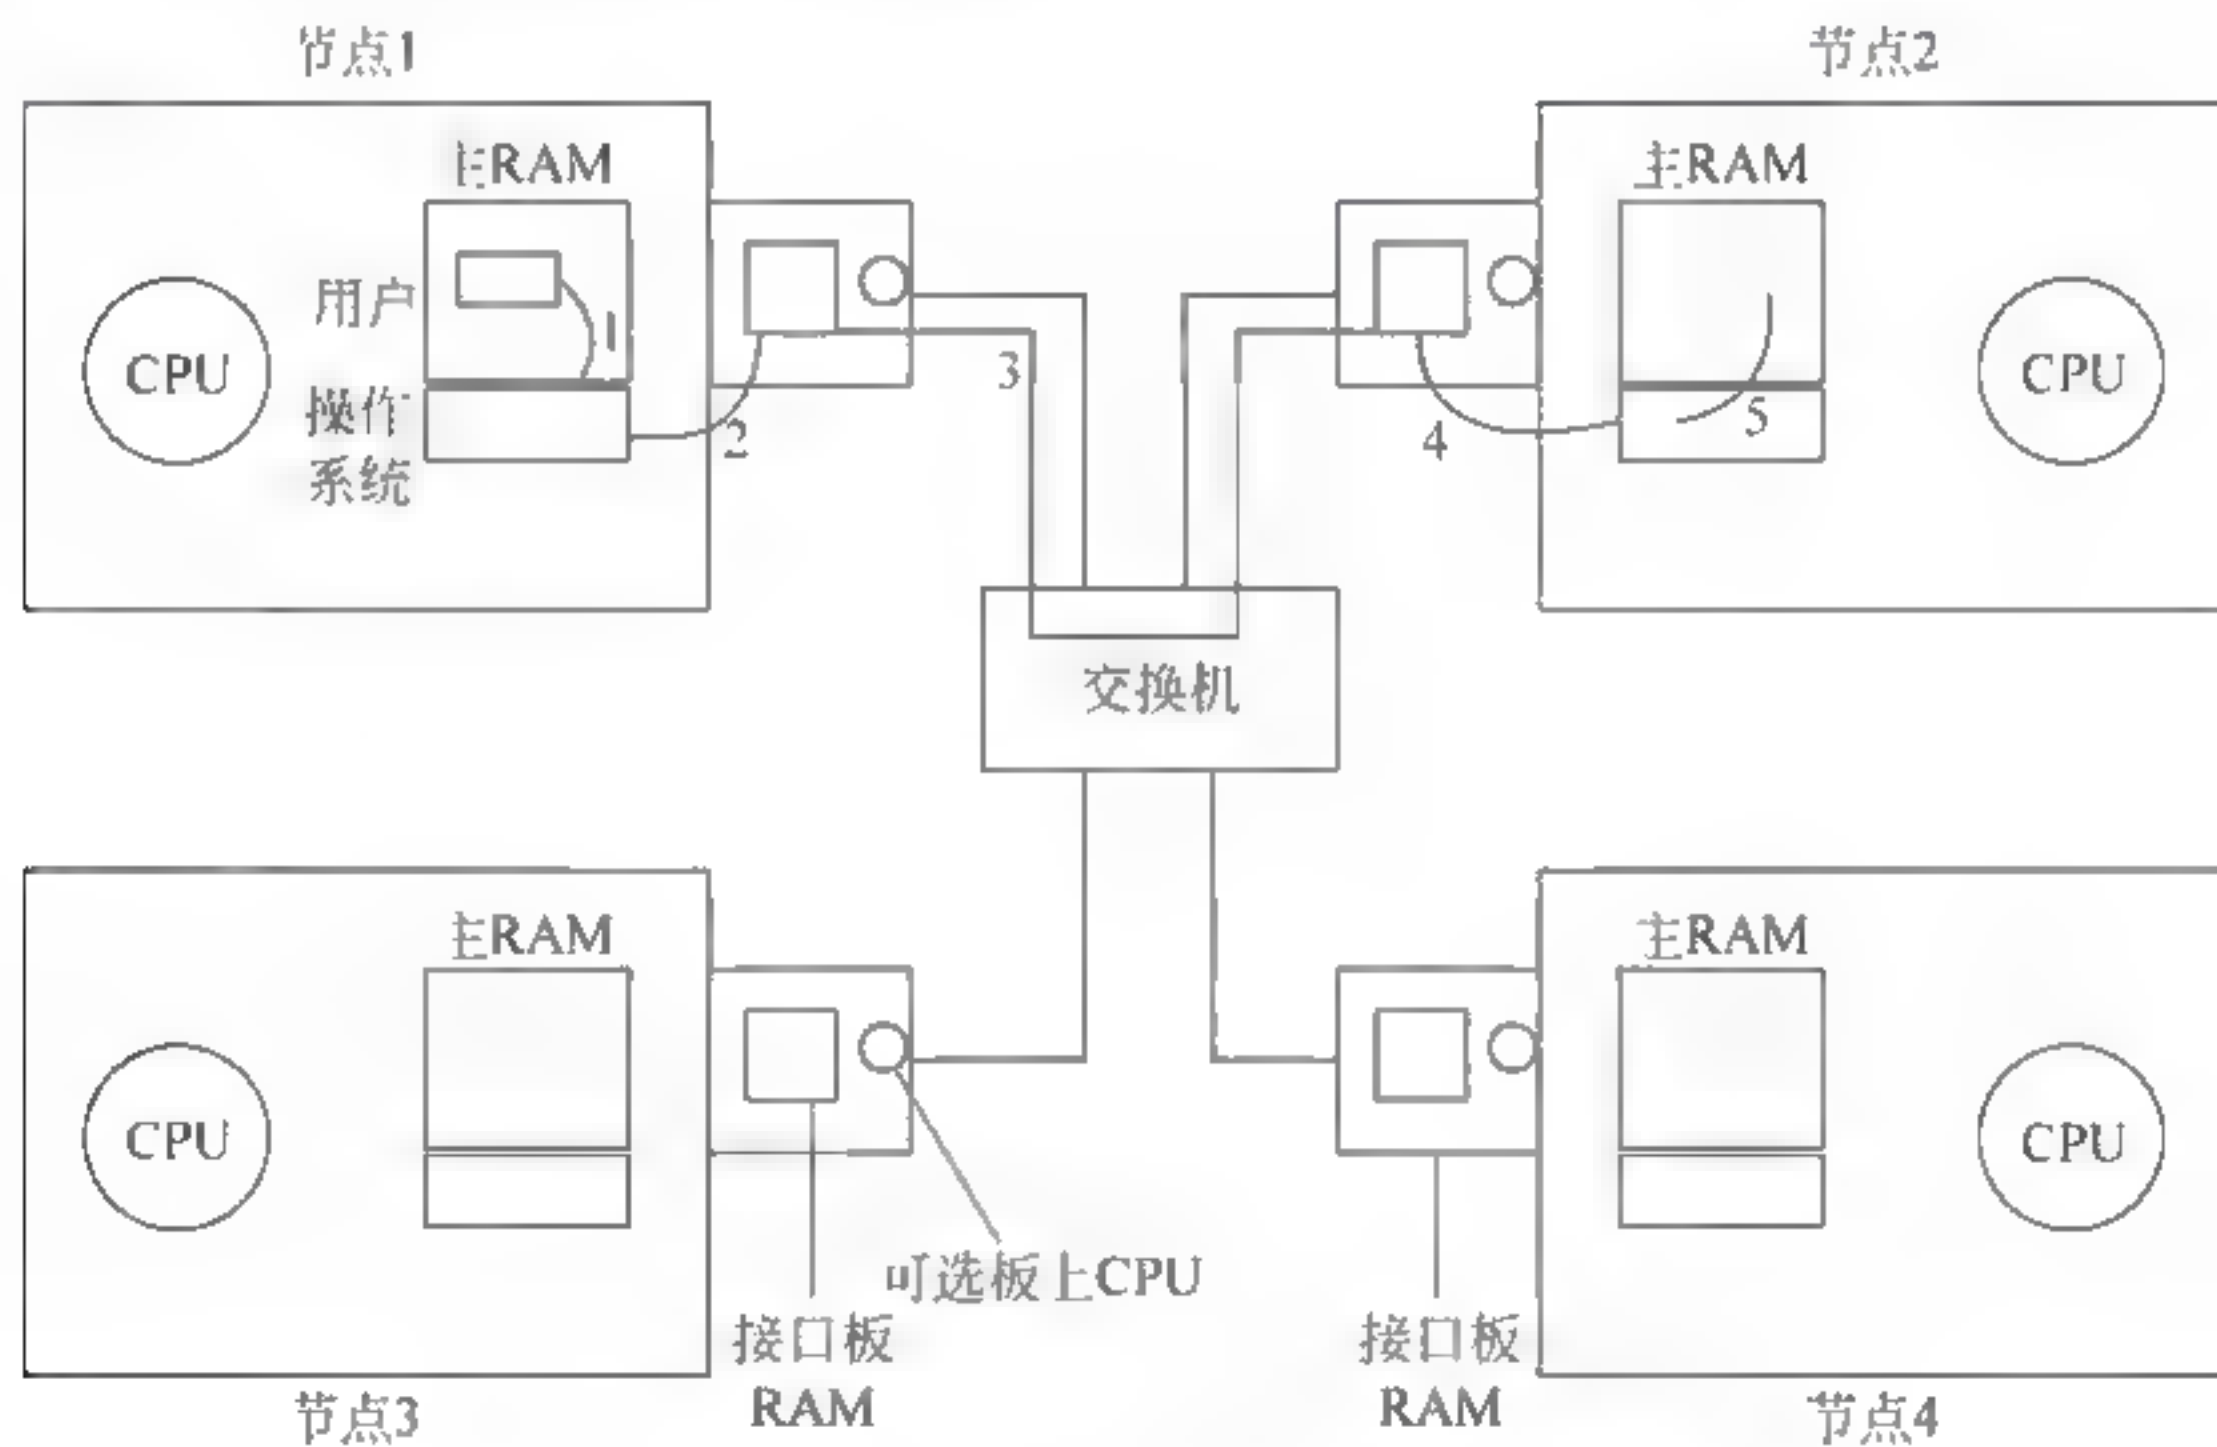 节点1
节点2
主RAM
主RAM
用户
1
CPU
CPU
3
操作
系统
2
4
5
交换机
主RAM
主RAM
CPU
CPU
可选板上CPU
接口板
RAM
接口板
RAM
节点3
节点4